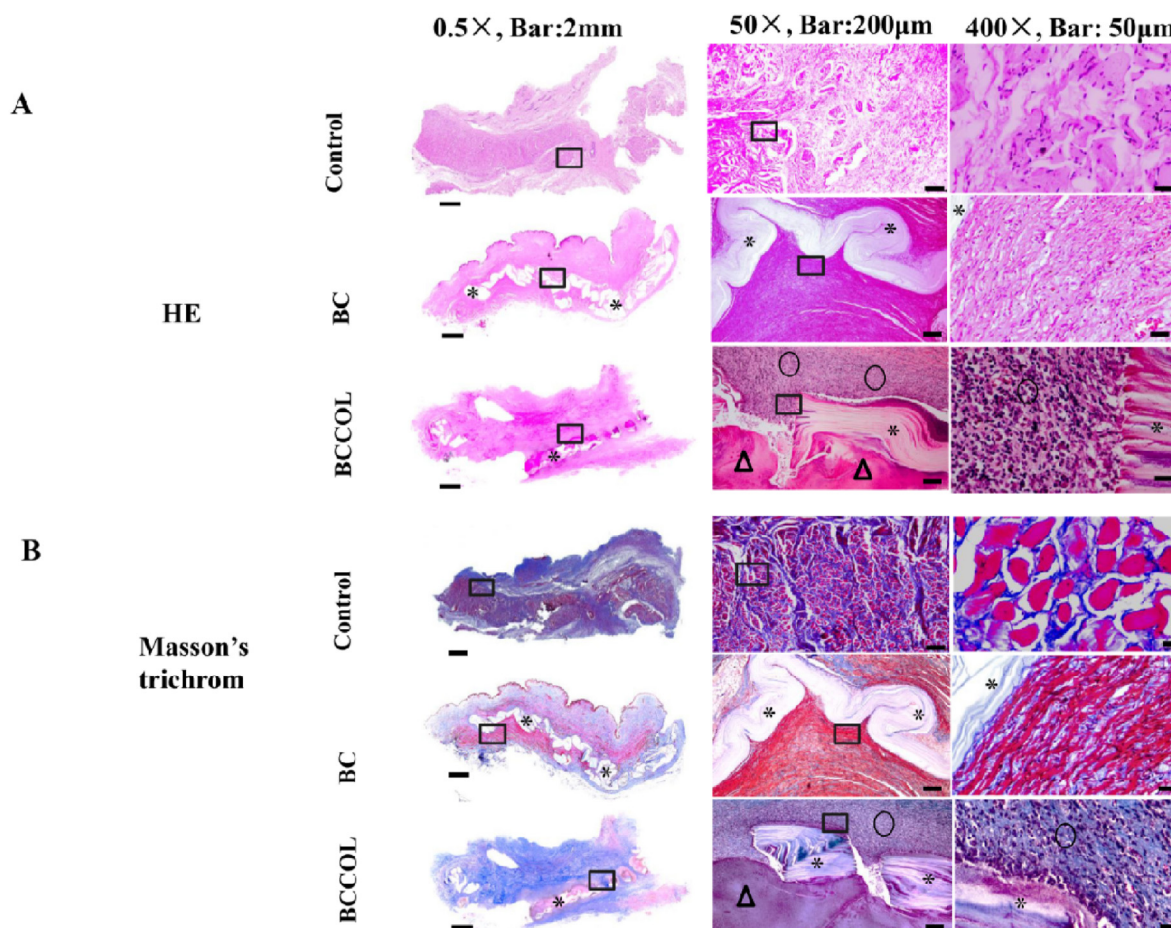 0.5×, Bar:2mm
50×, Bar:200μm
400×, Bar: 50μm
A
Control
*
HE
BC
* *
* *
*
BCCOL
*
*
Δ Δ
*
B
Control
Masson's
trichrom
BC
*
*
* *
*
BCCOL
*
* *
Δ
*